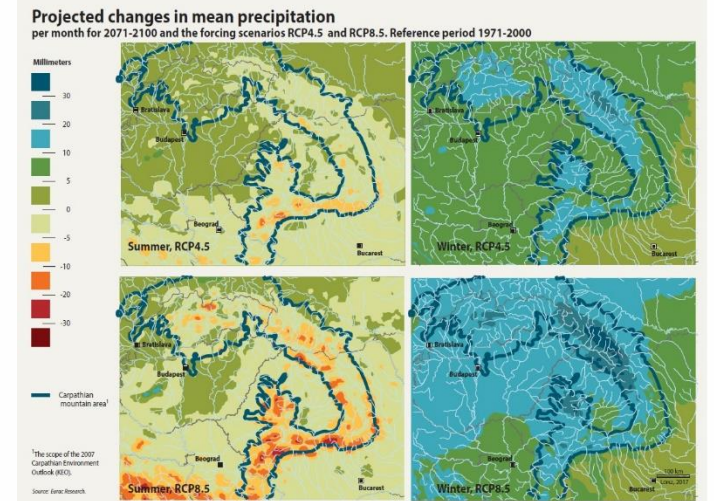 Projected changes in mean precipitation
per month for 2071-2100 and the forcing scenarios RCP4.5 and RCP8.5. Reference period 1971-2000
Millimeters
30
20
10
5
0
-5
-10
-20
-30
Carpathian
mountain area¹
¹The scope of the 2007
Carpathian Environment
Outlook (KEO).
Source: Eurac Research.
Bratislava
Budapest
Beograd
Bucarest
Summer, RCP4.5
Bratislava
Budapest
Beograd
Bucarest
Winter, RCP4.5
Bratislava
Budapest
Beograd
Bucarest
Summer, RCP8.5
Bratislava
Budapest
Beograd
Bucarest
Winter, RCP8.5
100 km
2017